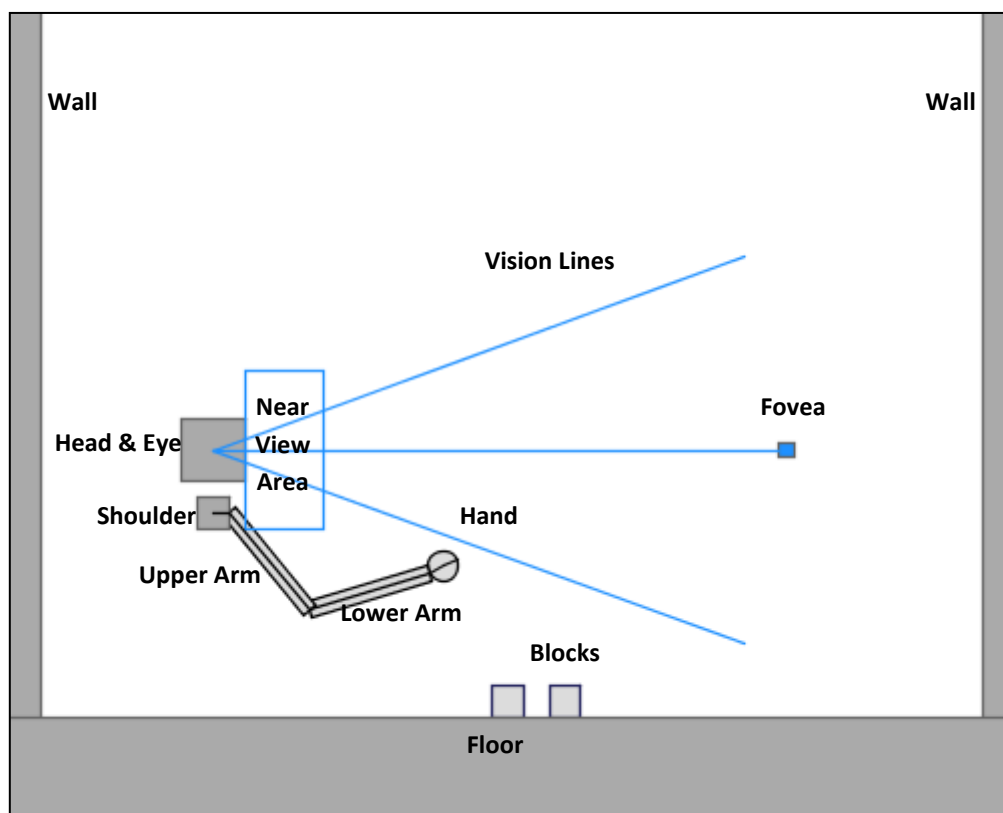 Wall
Wall
Vision Lines
Near
Fovea
Head & Eye
View
Area
Shoulder
Hand
Upper Arm
Lower Arm
Blocks
Floor